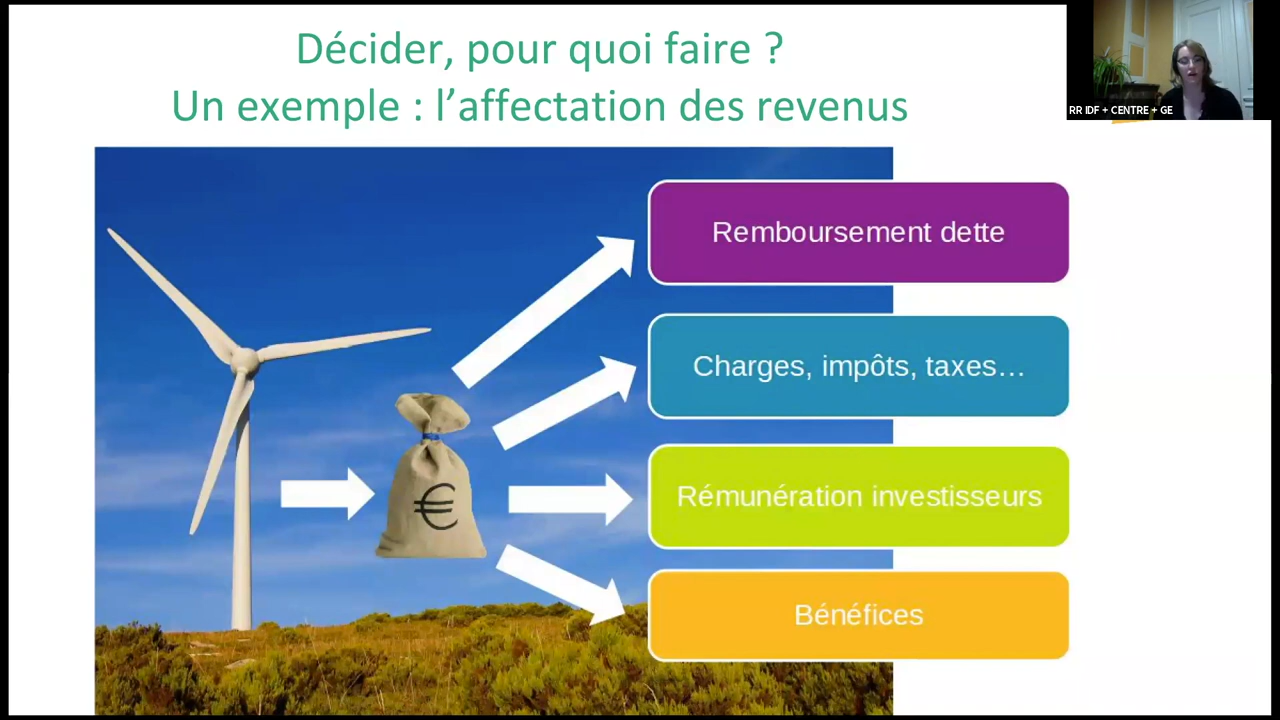 Décider, pour quoi faire ?
Un exemple : l’affectation des revenus
RR IDF + CENTRE + GE
Remboursement dette
Charges, impôts, taxes…
€
Rémunération investisseurs
Bénéfices